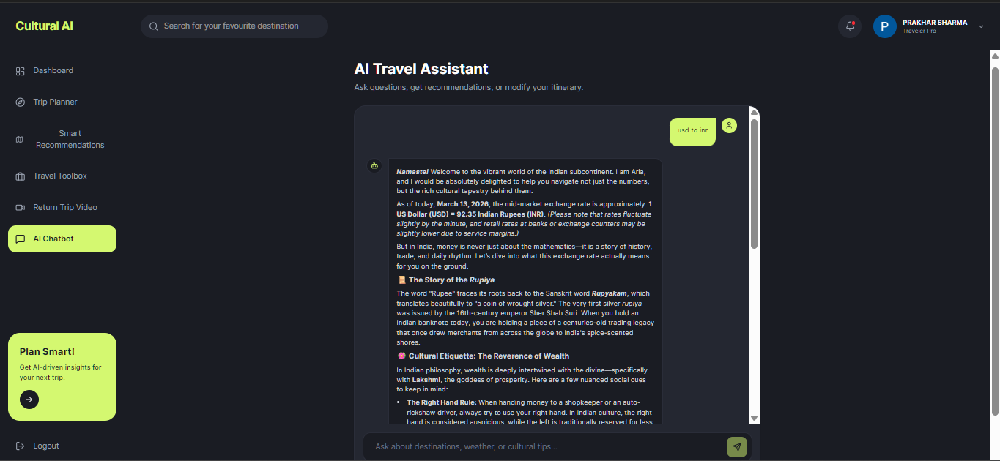 Cultural AI
Search for your favourite destination
P
PRAKHAR SHARMA
Traveler Pro
Dashboard
Trip Planner
Smart
Recommendations
Travel Toolbox
Return Trip Video
AI Chatbot
Plan Smart!
Get AI-driven insights for
your next trip.
Logout
AI Travel Assistant
Ask questions, get recommendations, or modify your itinerary.
usd to inr
Namaste! Welcome to the vibrant world of the Indian subcontinent. I am Aria,
and I would be absolutely delighted to help you navigate not just the numbers,
but the rich cultural tapestry behind them.
As of today, March 13, 2026, the mid-market exchange rate is approximately: 1
US Dollar (USD) = 92.35 Indian Rupees (INR). (Please note that rates fluctuate
slightly by the minute, and retail rates at banks or exchange counters may be
slightly lower due to service margins.)
But in India, money is never just about the mathematics—it is a story of history,
trade, and daily rhythm. Let's dive into what this exchange rate actually means
for you on the ground.
📜 The Story of the Rupiya
The word "Rupee" traces its roots back to the Sanskrit word Rupyakam, which
translates beautifully to "a coin of wrought silver." The very first silver rupiya
was issued by the 16th-century emperor Sher Shah Suri. When you hold an
Indian banknote today, you are holding a piece of a centuries-old trading legacy
that once drew merchants from across the globe to India's spice-scented
shores.
🪷 Cultural Etiquette: The Reverence of Wealth
In Indian philosophy, wealth is deeply intertwined with the divine—specifically
with Lakshmi, the goddess of prosperity. Here are a few nuanced social cues
to keep in mind:
• The Right Hand Rule: When handing money to a shopkeeper or an auto-
rickshaw driver, always try to use your right hand. In Indian culture, the right
hand is considered auspicious, while the left is traditionally reserved for less
Ask about destinations, weather, or cultural tips...